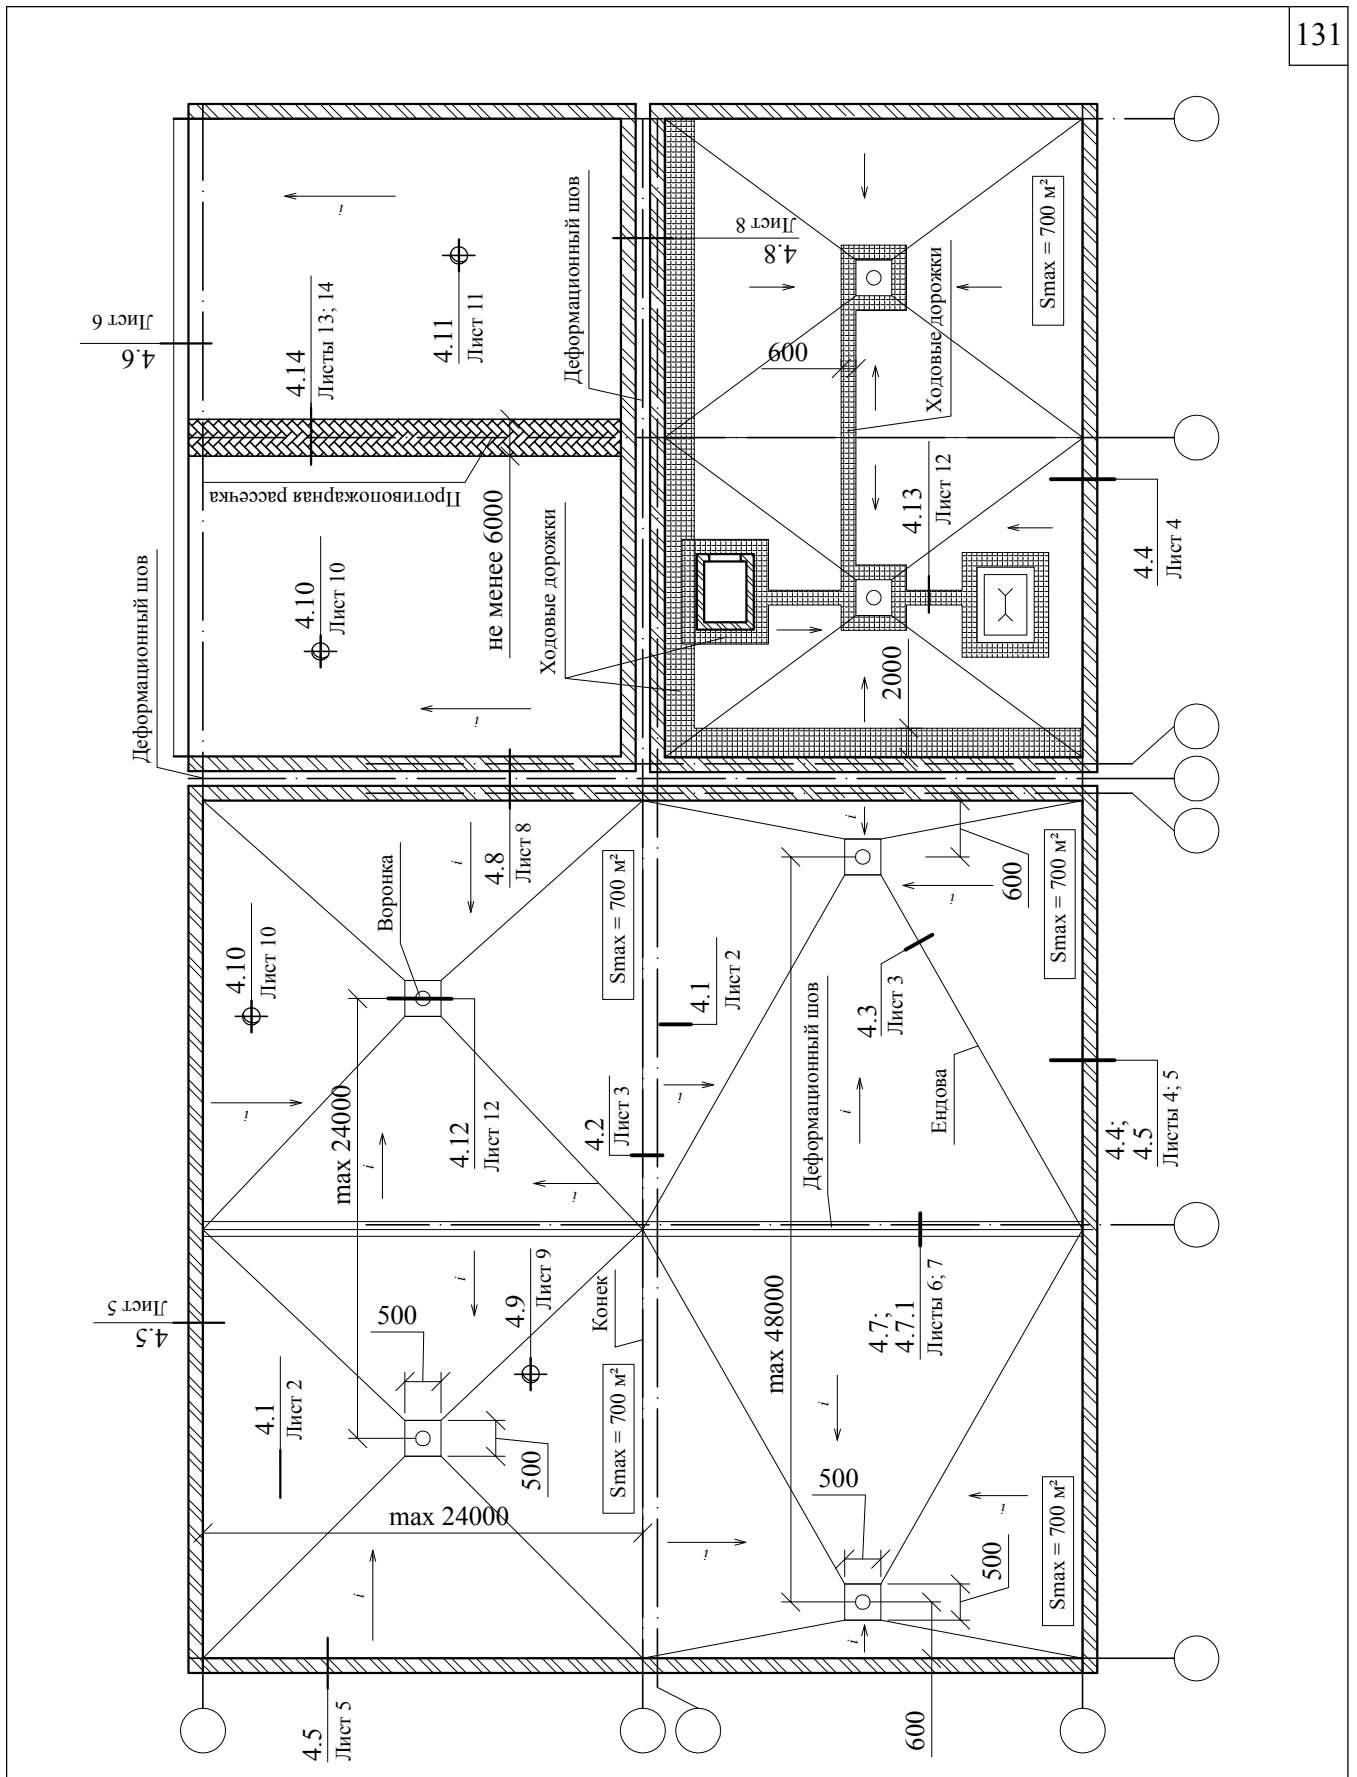 131
Лист 6
4.6
Деформационный шов
4.14
Листы 13; 14
4.11
Лист 11
i
Деформационный шов
Лист 8
4.8
Smax = 700 м²
Противопожарная рассечка
не менее 6000
600
Ходовые дорожки
4.10
Лист 10
Ходовые дорожки
4.13
Лист 12
4.4
Лист 4
i
2000
4.8
Лист 8
i
Воронка
4.10
Лист 10
Smax = 700 м²
i
600
Smax = 700 м²
i
4.1
Лист 2
4.3
Лист 3
max 24000
i
4.12
Лист 12
i
i
4.2
Лист 3
i
Деформационный шов
i
Ендова
4.4;
4.5
Листы 4; 5
Лист 5
4.5
i
500
4.9
Лист 9
Конек
max 48000
4.7;
4.7.1
Листы 6; 7
4.1
Лист 2
500
Smax = 700 м²
i
500
i
max 24000
i
i
500
Smax = 700 м²
i
4.5
Лист 5
600